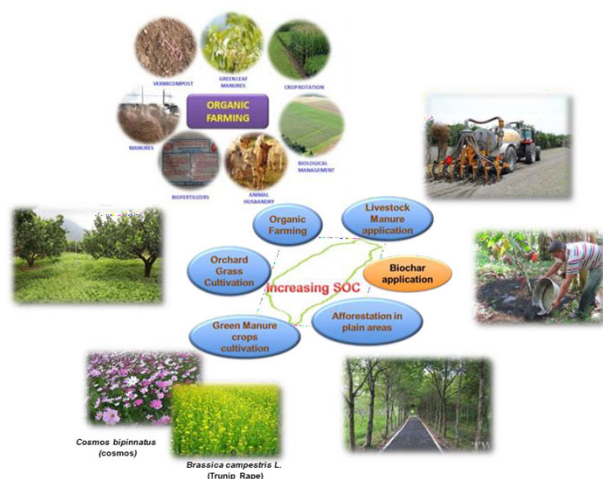 VERMICOMPOST
GREEN LEAF
MANURES
CROPROTATION
ORGANIC
FARMING
MANURES
BIOLOGICAL
MANAGEMENT
BIOFERTILIZERS
ANIMAL
HUSBANDRY
Organic
Farming
Livestock
Manure
application
Orchard
Grass
Cultivation
Increasing SOC
Biochar
application
Green Manure
crops
cultivation
Afforestation in
plain areas
Cosmos bipinnatus
(cosmos)
Brassica campestris L.
(Trunip Rape)